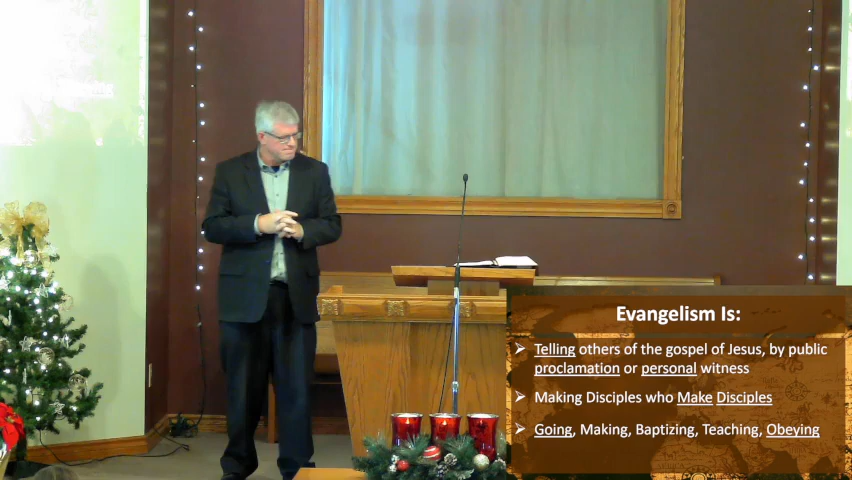 Evangelism Is:
➢ Telling others of the gospel of Jesus, by public
proclamation or personal witness
➢ Making Disciples who Make Disciples
➢ Going, Making, Baptizing, Teaching, Obeying